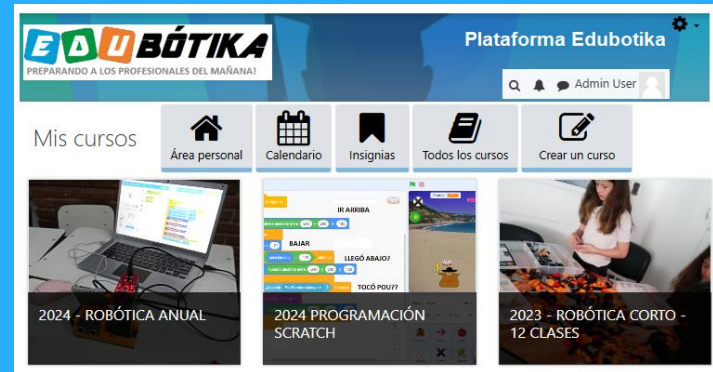 EDUBÓTIKA
PREPARANDO A LOS PROFESIONALES DEL MAÑANA!
Plataforma Edubotika
Admin User
Mis cursos
Área personal
Calendario
Insignias
Todos los cursos
Crear un curso
IR ARRIBA
BAJAR
LLEGÓ ABAJO?
TOCÓ POU??
2024 - ROBÓTICA ANUAL
2024 PROGRAMACIÓN
SCRATCH
2023 - ROBÓTICA CORTO -
12 CLASES